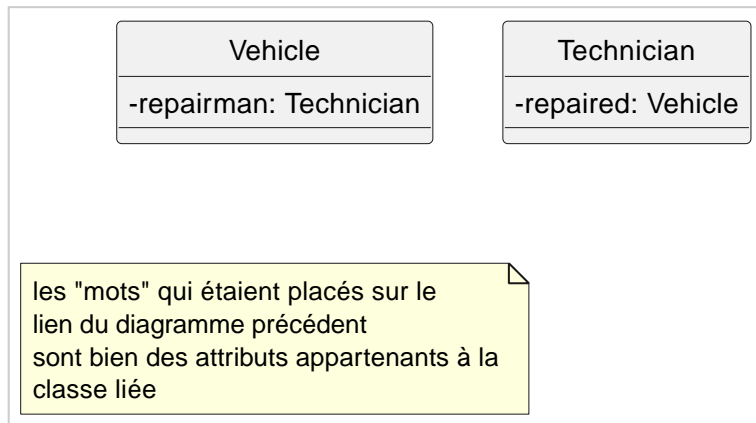 Vehicle
-repairman: Technician
Technician
-repaired: Vehicle
les "mots" qui étaient placés sur le
lien du diagramme précédent
sont bien des attributs appartenants à la
classe liée